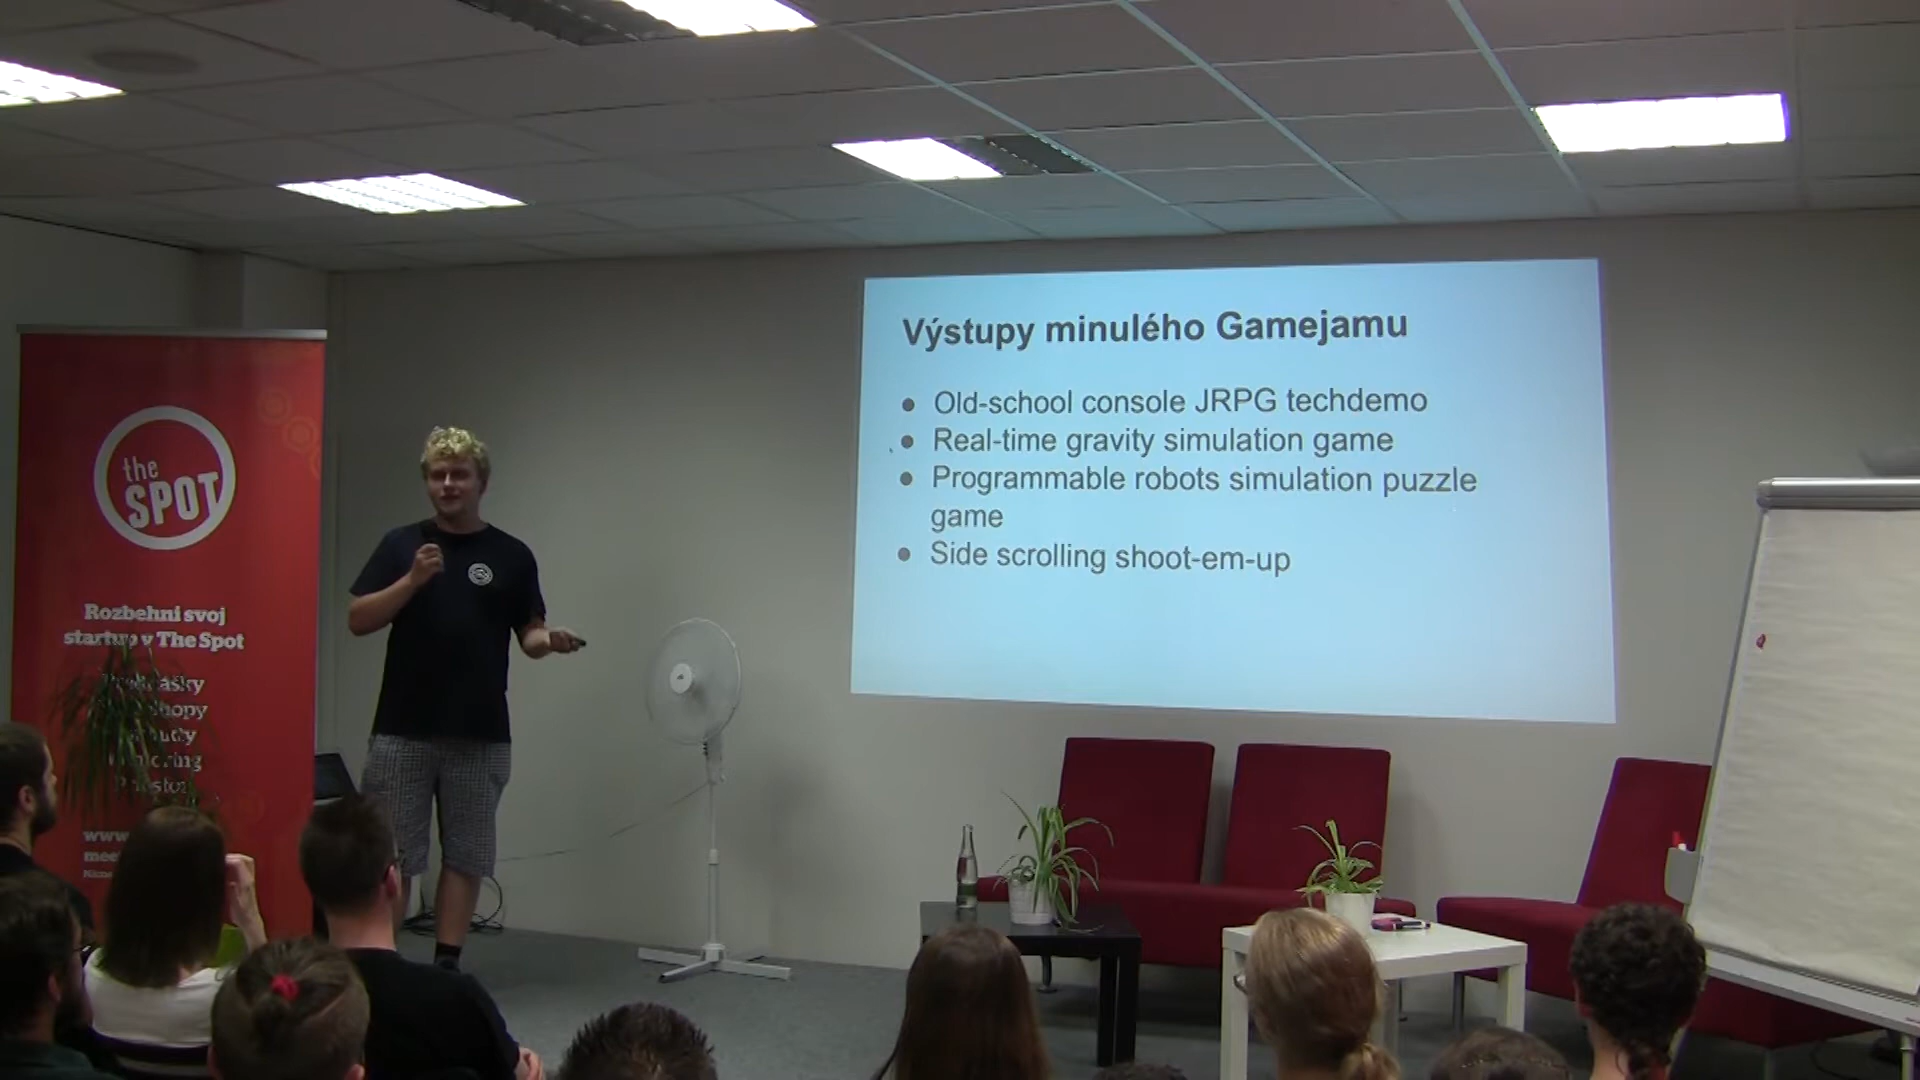 the
SPOT
Rozbehni svoj
startup v The Spot
Výstupy minulého Gamejamu
Old-school console JRPG techdemo
Real-time gravity simulation game
Programmable robots simulation puzzle
game
Side scrolling shoot-em-up